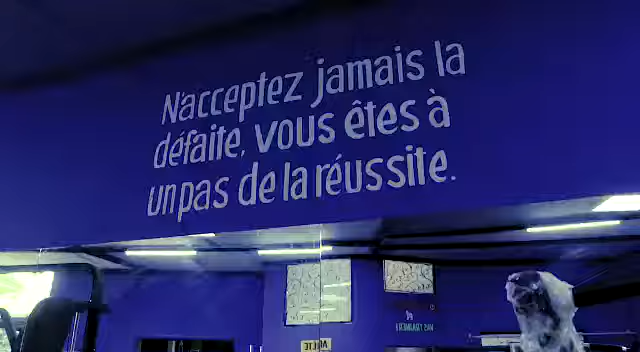 N'acceptez jamais la
défaite, vous êtes à
un pas de la réussite.